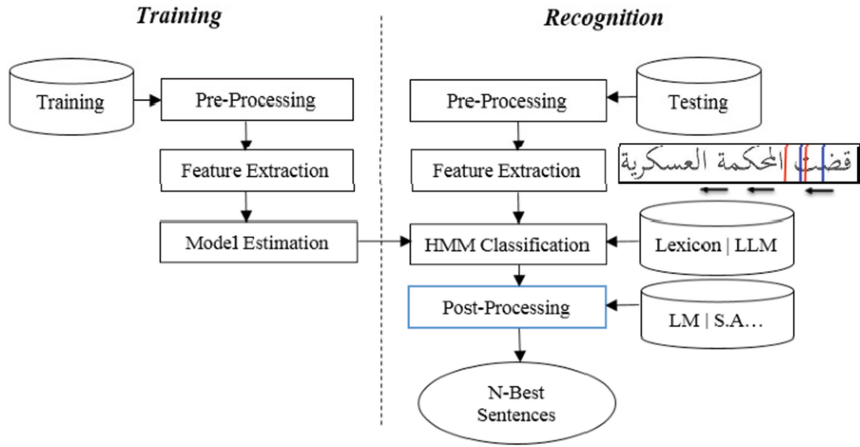 Training
Recognition
Training
Pre-Processing
Feature Extraction
Model Estimation
Pre-Processing
Testing
Feature Extraction
قضت المحكمة العسكرية
HMM Classification
Lexicon | LLM
Post-Processing
LM | S.A…
N-Best
Sentences